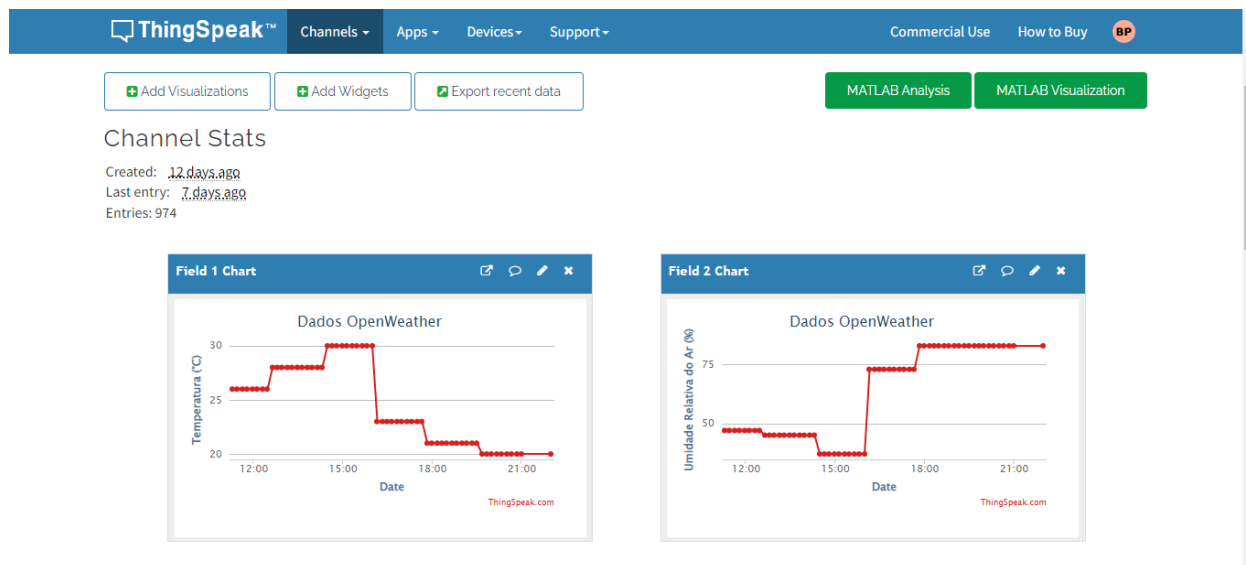 ThingSpeak™ Channels Apps Devices Support Commercial Use How to Buy BP
Add Visualizations Add Widgets Export recent data MATLAB Analysis MATLAB Visualization
Channel Stats
Created: 12 days ago
Last entry: 7 days ago
Entries: 974
Field 1 Chart
Dados OpenWeather
Temperatura (°C)
30
25
20
12:00 15:00 18:00 21:00
Date
ThingSpeak.com
Field 2 Chart
Dados OpenWeather
Umidade Relativa do Ar (%)
75
50
12:00 15:00 18:00 21:00
Date
ThingSpeak.com